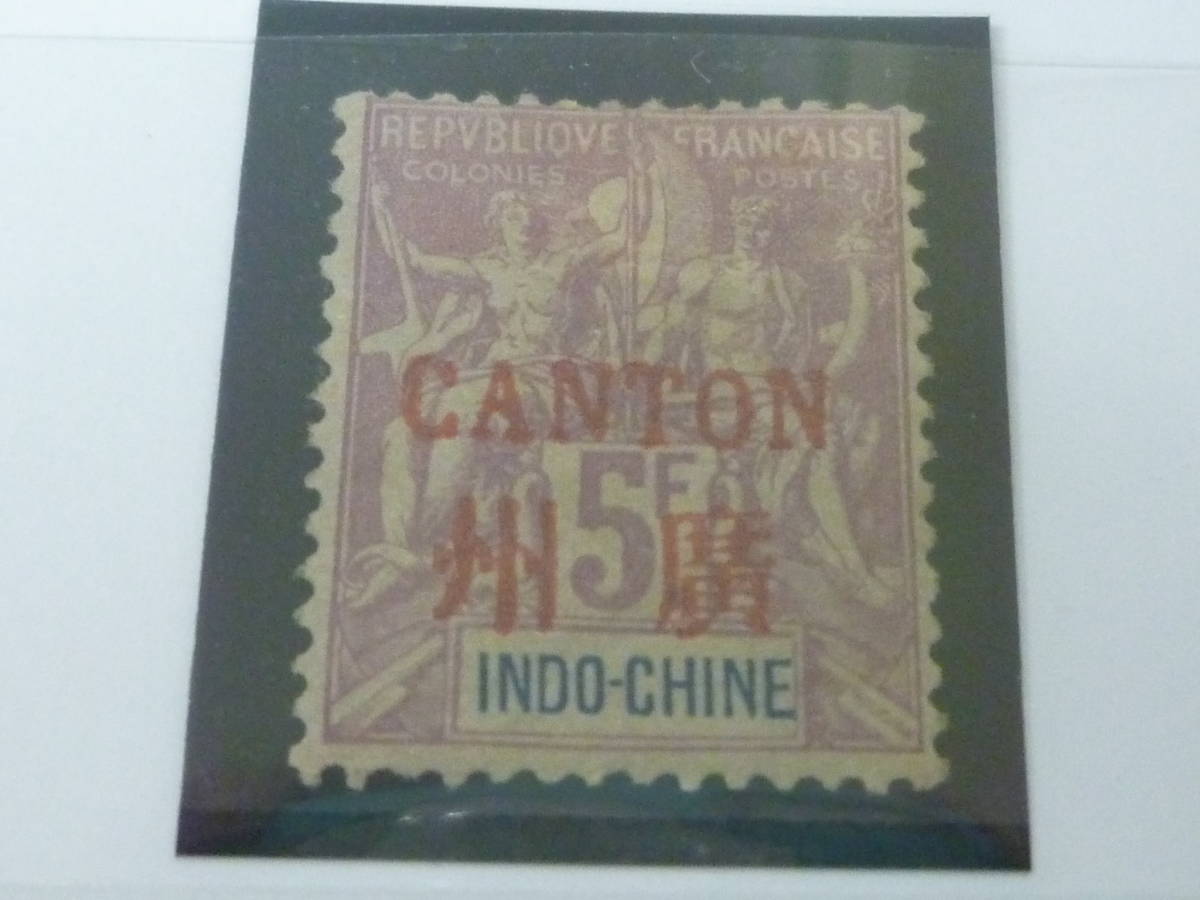 REPVBLIQVE FRANCAISE
COLONIES POSTES
CANTON
5F
州 廣
INDO-CHINE